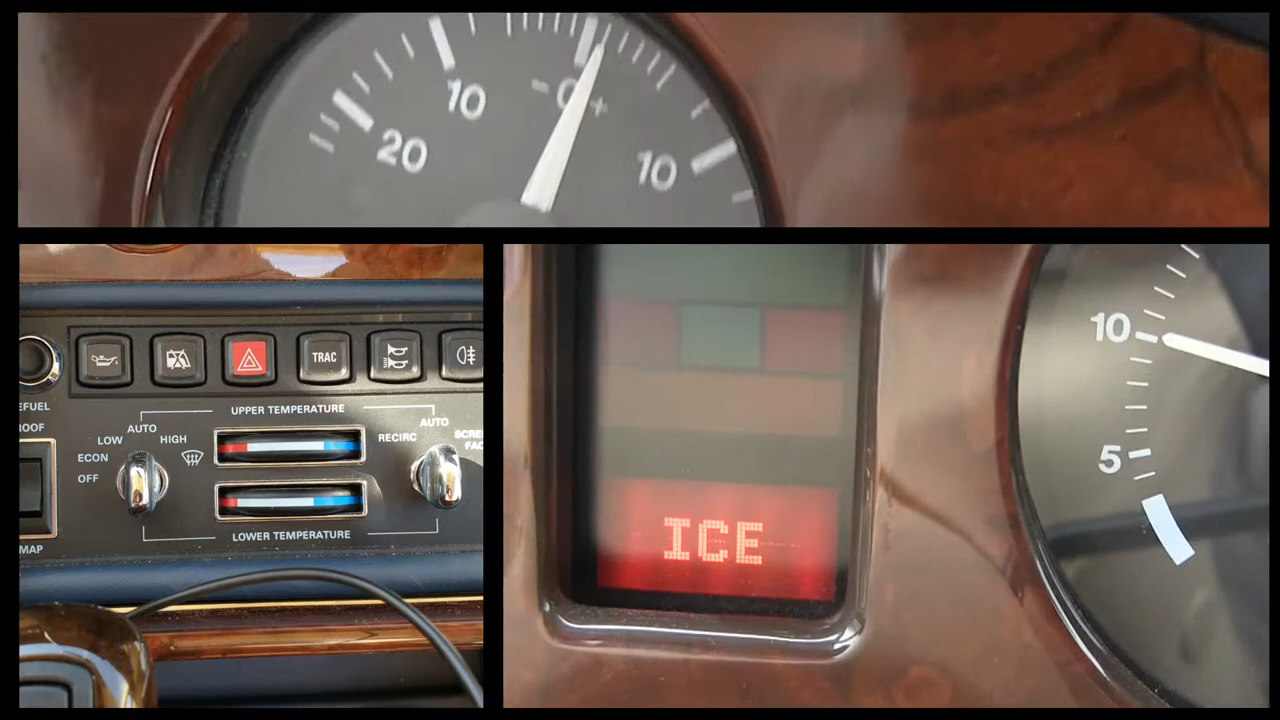 10 - 0 +
20 10
TRAC
EFUEL
ROOF
UPPER TEMPERATURE
AUTO
AUTO
LOW HIGH
RECIRC
ECON
OFF
MAP
LOWER TEMPERATURE
10
5
ICE